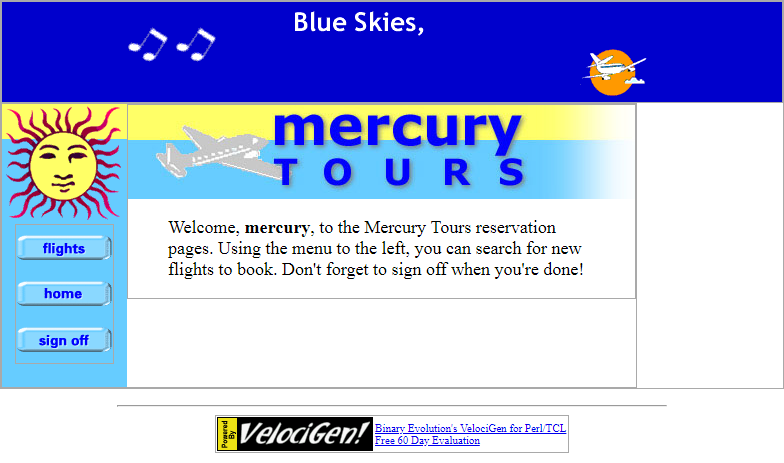 Blue Skies,
mercury
TOURS
flights
home
sign off
Welcome, mercury, to the Mercury Tours reservation
pages. Using the menu to the left, you can search for new
flights to book. Don't forget to sign off when you're done!
Powered
By
VelociGen!
Binary Evolution's VelociGen for Perl/TCL
Free 60 Day Evaluation